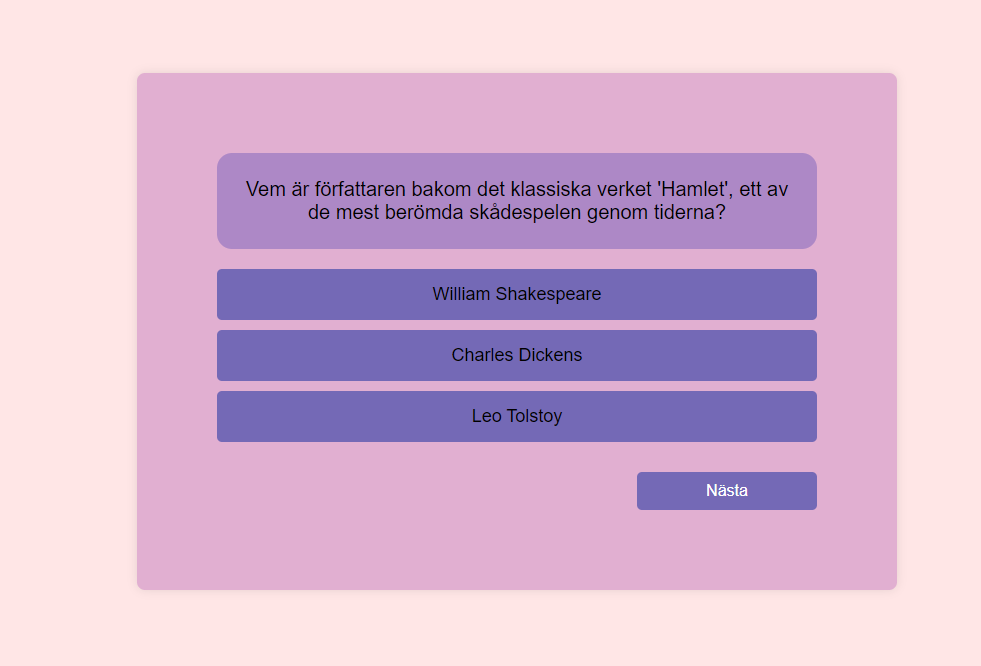 Vem är författaren bakom det klassiska verket 'Hamlet', ett av
de mest berömda skådespelen genom tiderna?
William Shakespeare
Charles Dickens
Leo Tolstoy
Nästa